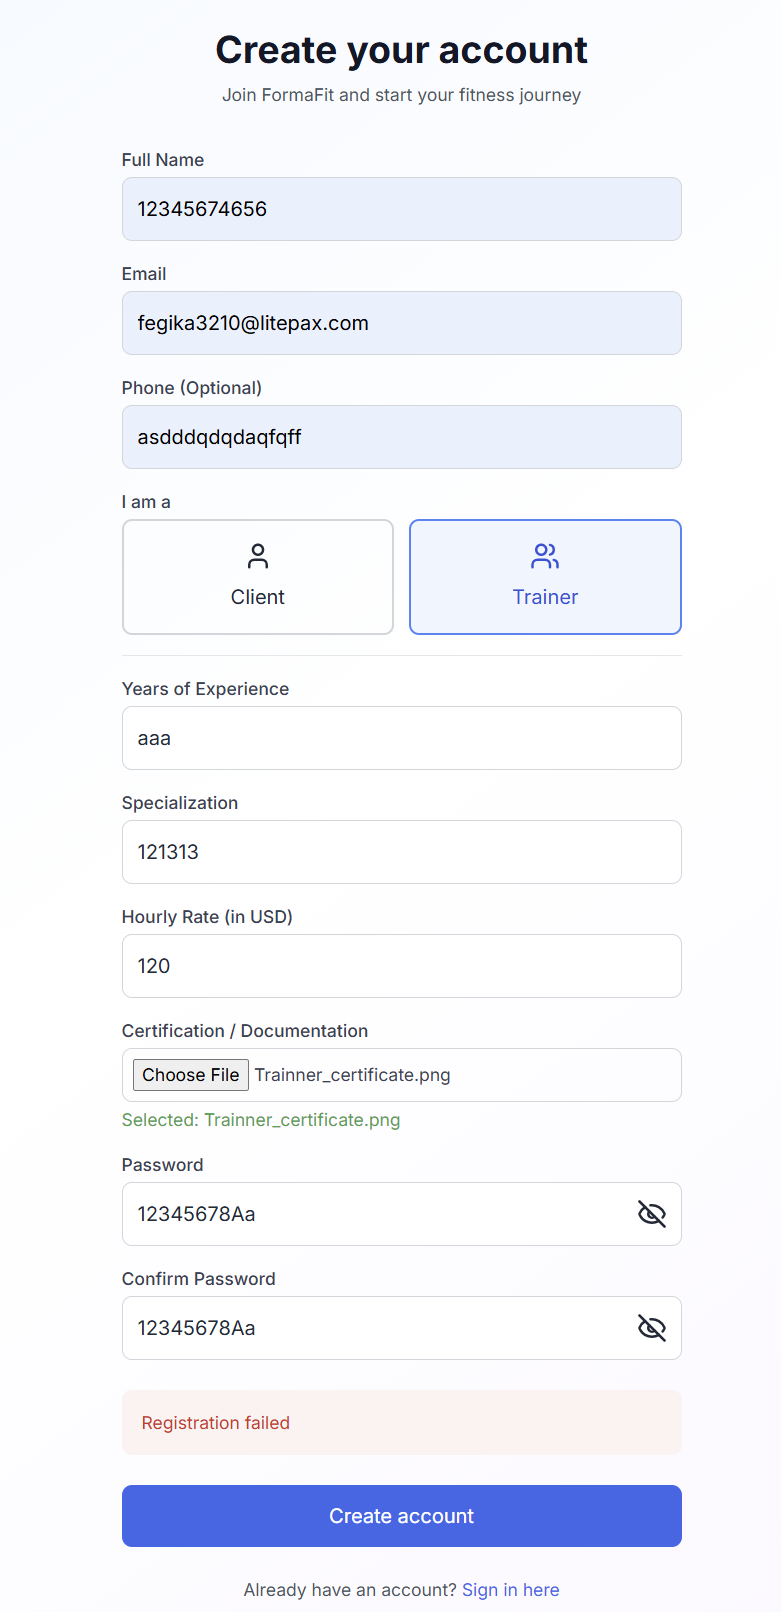 Create your account
Join FormaFit and start your fitness journey
Full Name
12345674656
Email
fegika3210@litepax.com
Phone (Optional)
asdddqdqdaqfqff
I am a
Client
Trainer
Years of Experience
aaa
Specialization
121313
Hourly Rate (in USD)
120
Certification / Documentation
Choose File Trainner_certificate.png
Selected: Trainner_certificate.png
Password
12345678Aa
Confirm Password
12345678Aa
Registration failed
Create account
Already have an account? Sign in here